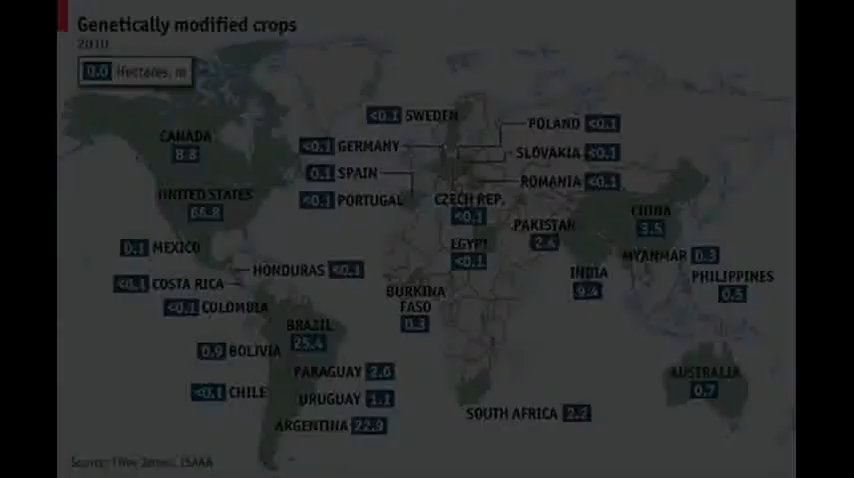 Genetically modified crops
2010
0.0 Hectares, m
SWEDEN <0.1
POLAND <0.1
CANADA 8.8
GERMANY <0.1
SLOVAKIA <0.1
SPAIN 0.1
ROMANIA <0.1
UNITED STATES 66.8
PORTUGAL <0.1
CZECH REP. <0.1
CHINA 3.5
PAKISTAN 2.4
MEXICO 0.1
EGYPT <0.1
MYANMAR 0.3
HONDURAS <0.1
INDIA 9.4
PHILIPPINES 0.5
COSTA RICA <0.1
BURKINA
FASO 0.3
COLOMBIA <0.1
BRAZIL 25.4
BOLIVIA 0.9
PARAGUAY 2.6
AUSTRALIA 0.7
CHILE <0.1
URUGUAY 1.1
SOUTH AFRICA 2.2
ARGENTINA 22.9
Source: Clive James, ISAAA